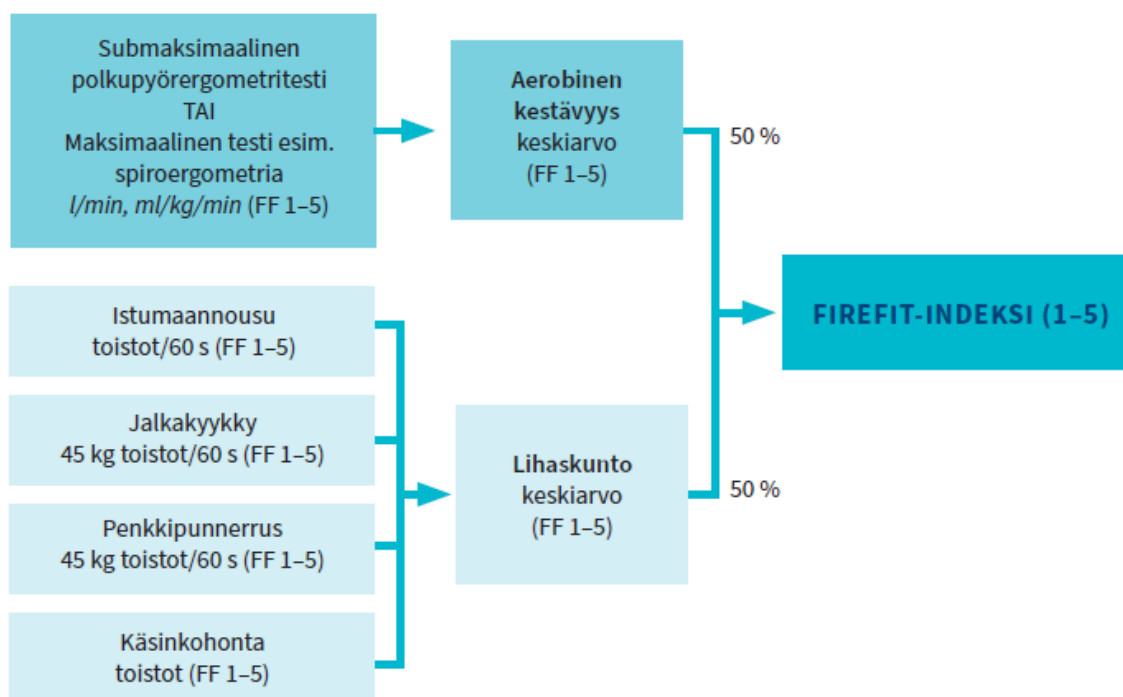 Submaksimaalinen
polkupyörergometritesti
TAI
Maksimaalinen testi esim.
spiroergometria
l/min, ml/kg/min (FF 1–5)
Aerobinen
kestävyys
keskiarvo
(FF 1–5)
50 %
Istumaannousu
toistot/60 s (FF 1–5)
Jalkakyykky
45 kg toistot/60 s (FF 1–5)
Penkkipunnerrus
45 kg toistot/60 s (FF 1–5)
Käsinkohonta
toistot (FF 1–5)
Lihaskunto
keskiarvo
(FF 1–5)
50 %
FIREFIT-INDEKSI (1–5)